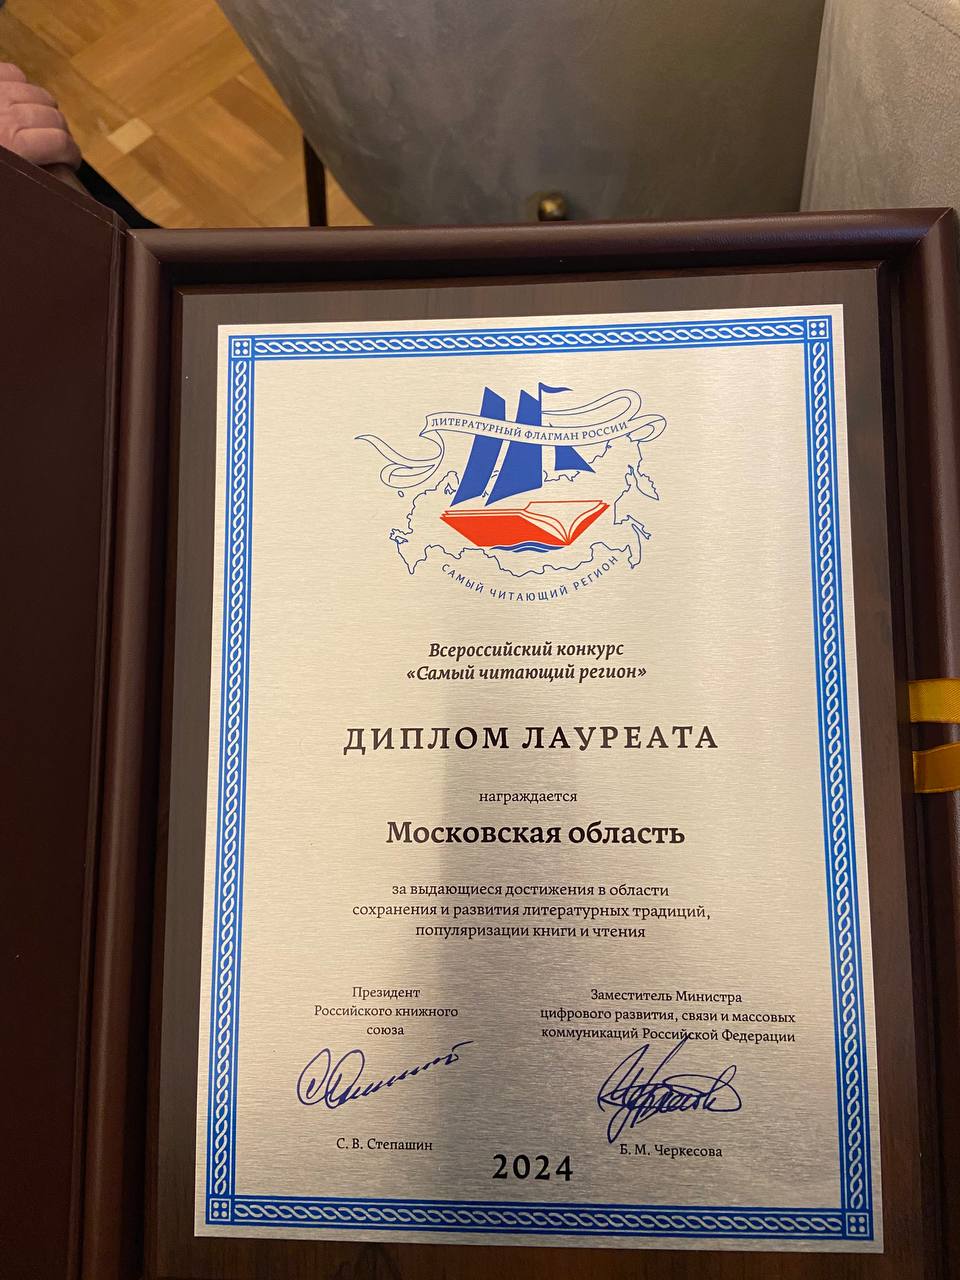 ЛИТЕРАТУРНЫЙ ФЛАГМАН РОССИИ
САМЫЙ ЧИТАЮЩИЙ РЕГИОН
Всероссийский конкурс
«Самый читающий регион»
ДИПЛОМ ЛАУРЕАТА
награждается
Московская область
за выдающиеся достижения в области
сохранения и развития литературных традиций,
популяризации книги и чтения
Президент
Российского книжного
союза
С. В. Степашин
Заместитель Министра
цифрового развития, связи и массовых
коммуникаций Российской Федерации
Б. М. Черкесова
2024